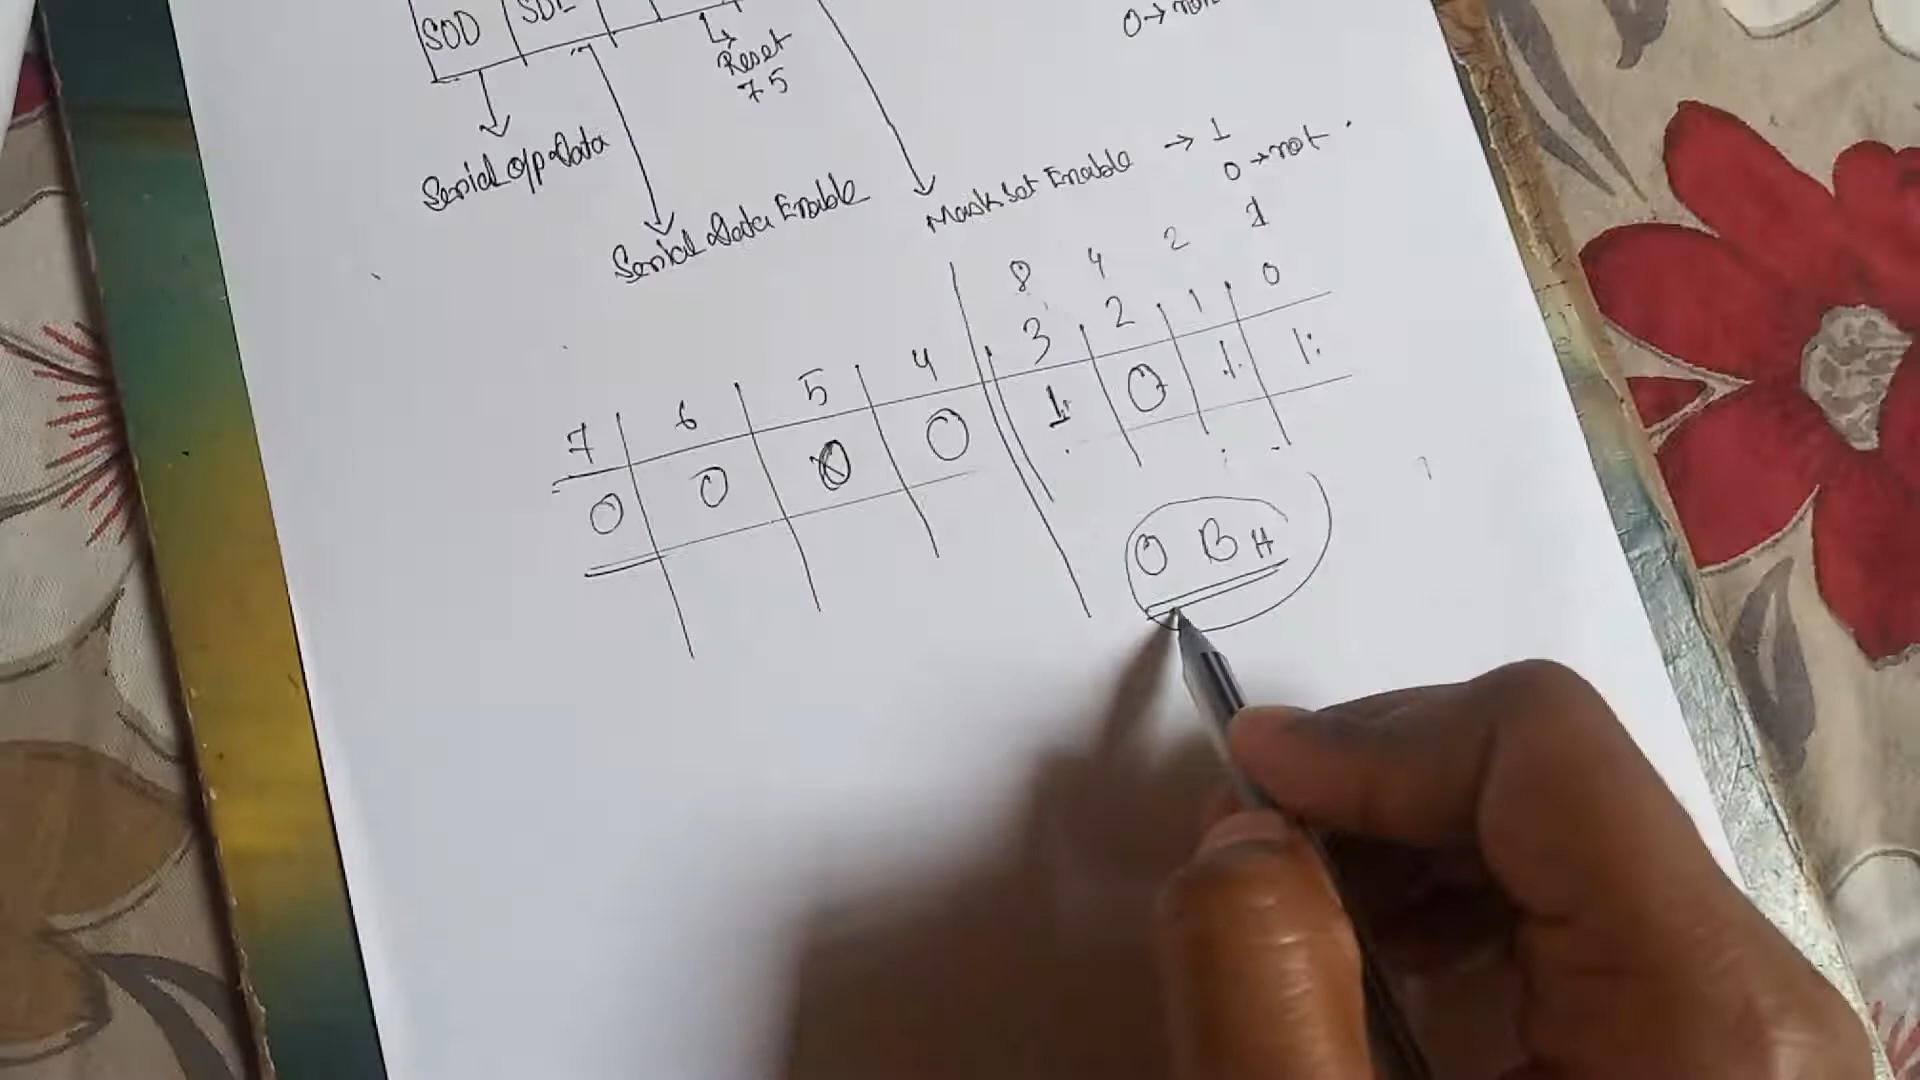 SOD SDE
0→not
Reset
7.5
Serial o/p Data
Serial Data Enable
Mask Set Enable → 1
0→not
8 4 2 1
7 6 5 4 3 2 1 0
0 0 0 0 1 0 1 1
0 B H